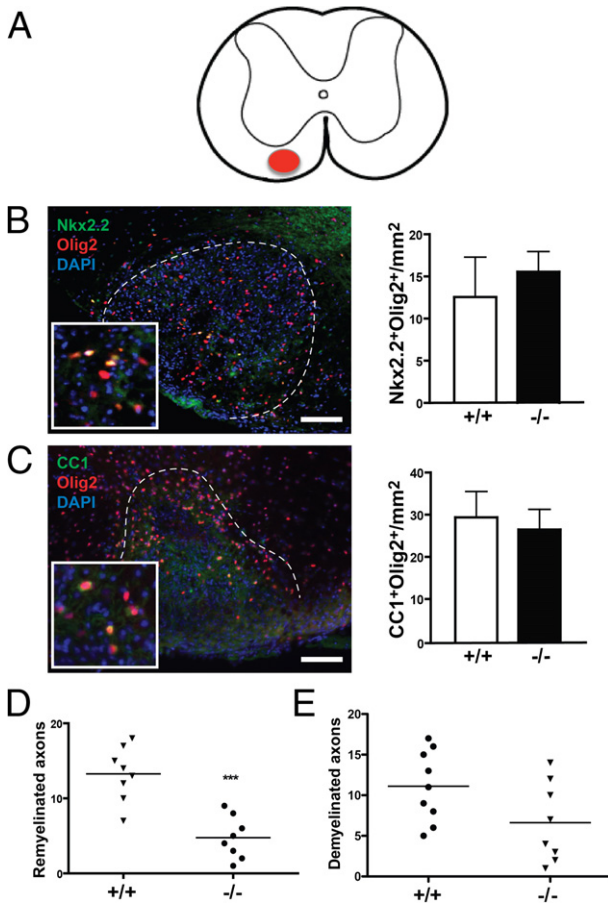 A
B
Nkx2.2
Olig2
DAPI
Nkx2.2+Olig2+/mm2
20
15
10
5
0
+/+
-/-
C
CC1
Olig2
DAPI
CC1+Olig2+/mm2
40
30
20
10
0
+/+
-/-
D
Remyelinated axons
20
10
0
***
+/+
-/-
E
Demyelinated axons
20
15
10
5
0
+/+
-/-